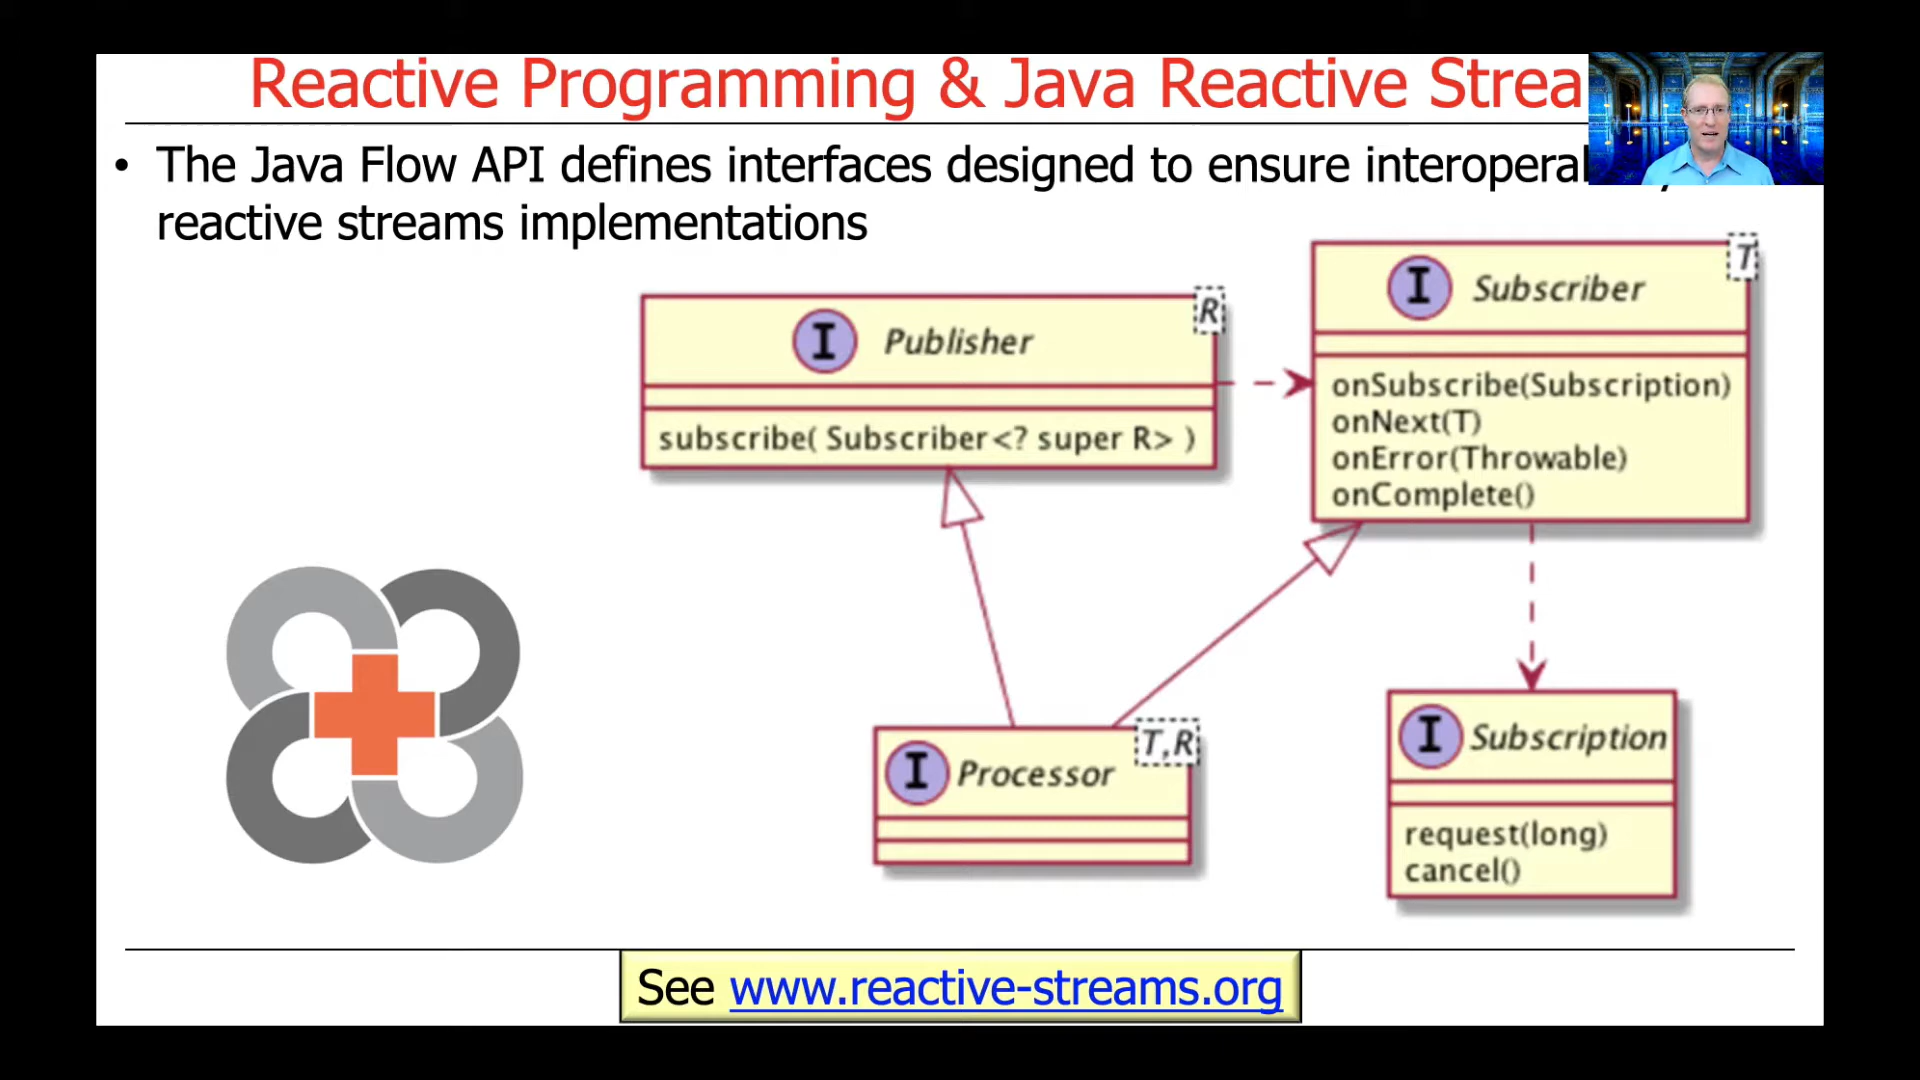 Reactive Programming & Java Reactive Strea
• The Java Flow API defines interfaces designed to ensure
reactive streams implementations
I Publisher R
subscribe( Subscriber<? super R> )
I Subscriber T
onSubscribe(Subscription)
onNext(T)
onError(Throwable)
onComplete()
I Processor T,R
I Subscription
request(long)
cancel()
See www.reactive-streams.org